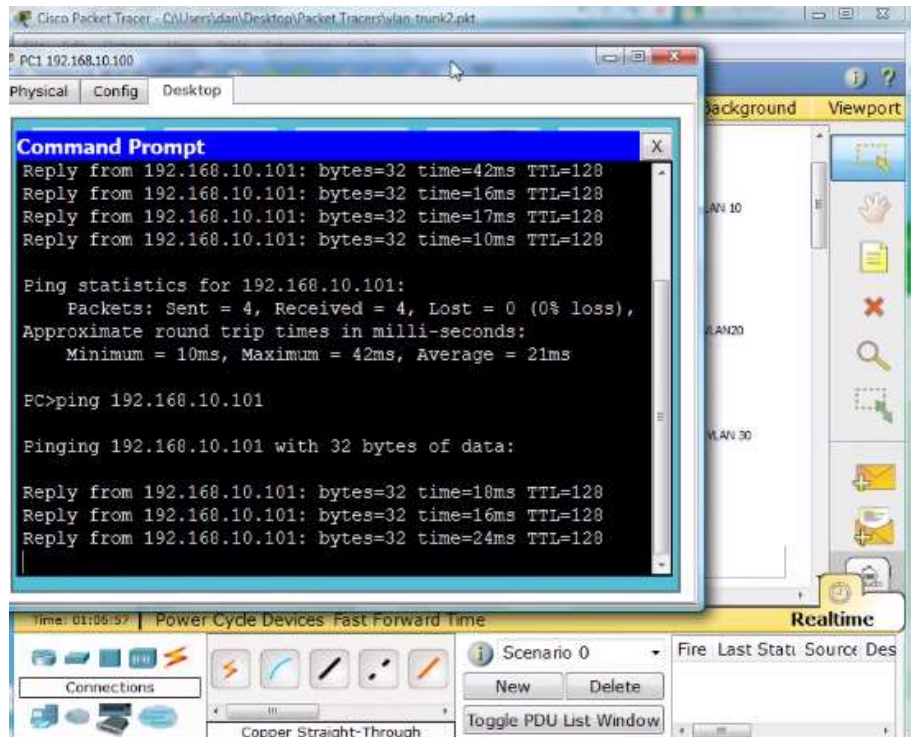 Cisco Packet Tracer - C:\Users\dan\Desktop\Packet Tracers\vlan trunk2.pkt
PC1 192.168.10.100
Physical Config Desktop
Background Viewport
Command Prompt X
Reply from 192.168.10.101: bytes=32 time=42ms TTL=128
Reply from 192.168.10.101: bytes=32 time=16ms TTL=128
Reply from 192.168.10.101: bytes=32 time=17ms TTL=128
Reply from 192.168.10.101: bytes=32 time=10ms TTL=128
Ping statistics for 192.168.10.101:
Packets: Sent = 4, Received = 4, Lost = 0 (0% loss),
Approximate round trip times in milli-seconds:
Minimum = 10ms, Maximum = 42ms, Average = 21ms
PC>ping 192.168.10.101
Pinging 192.168.10.101 with 32 bytes of data:
Reply from 192.168.10.101: bytes=32 time=18ms TTL=128
Reply from 192.168.10.101: bytes=32 time=16ms TTL=128
Reply from 192.168.10.101: bytes=32 time=24ms TTL=128
LAN 10
VLAN20
VLAN 30
Time: 01:06:57 Power Cycle Devices Fast Forward Time
Realtime
Connections
Copper Straight-Through
Scenario 0
New Delete
Toggle PDU List Window
Fire Last Statu Source Des